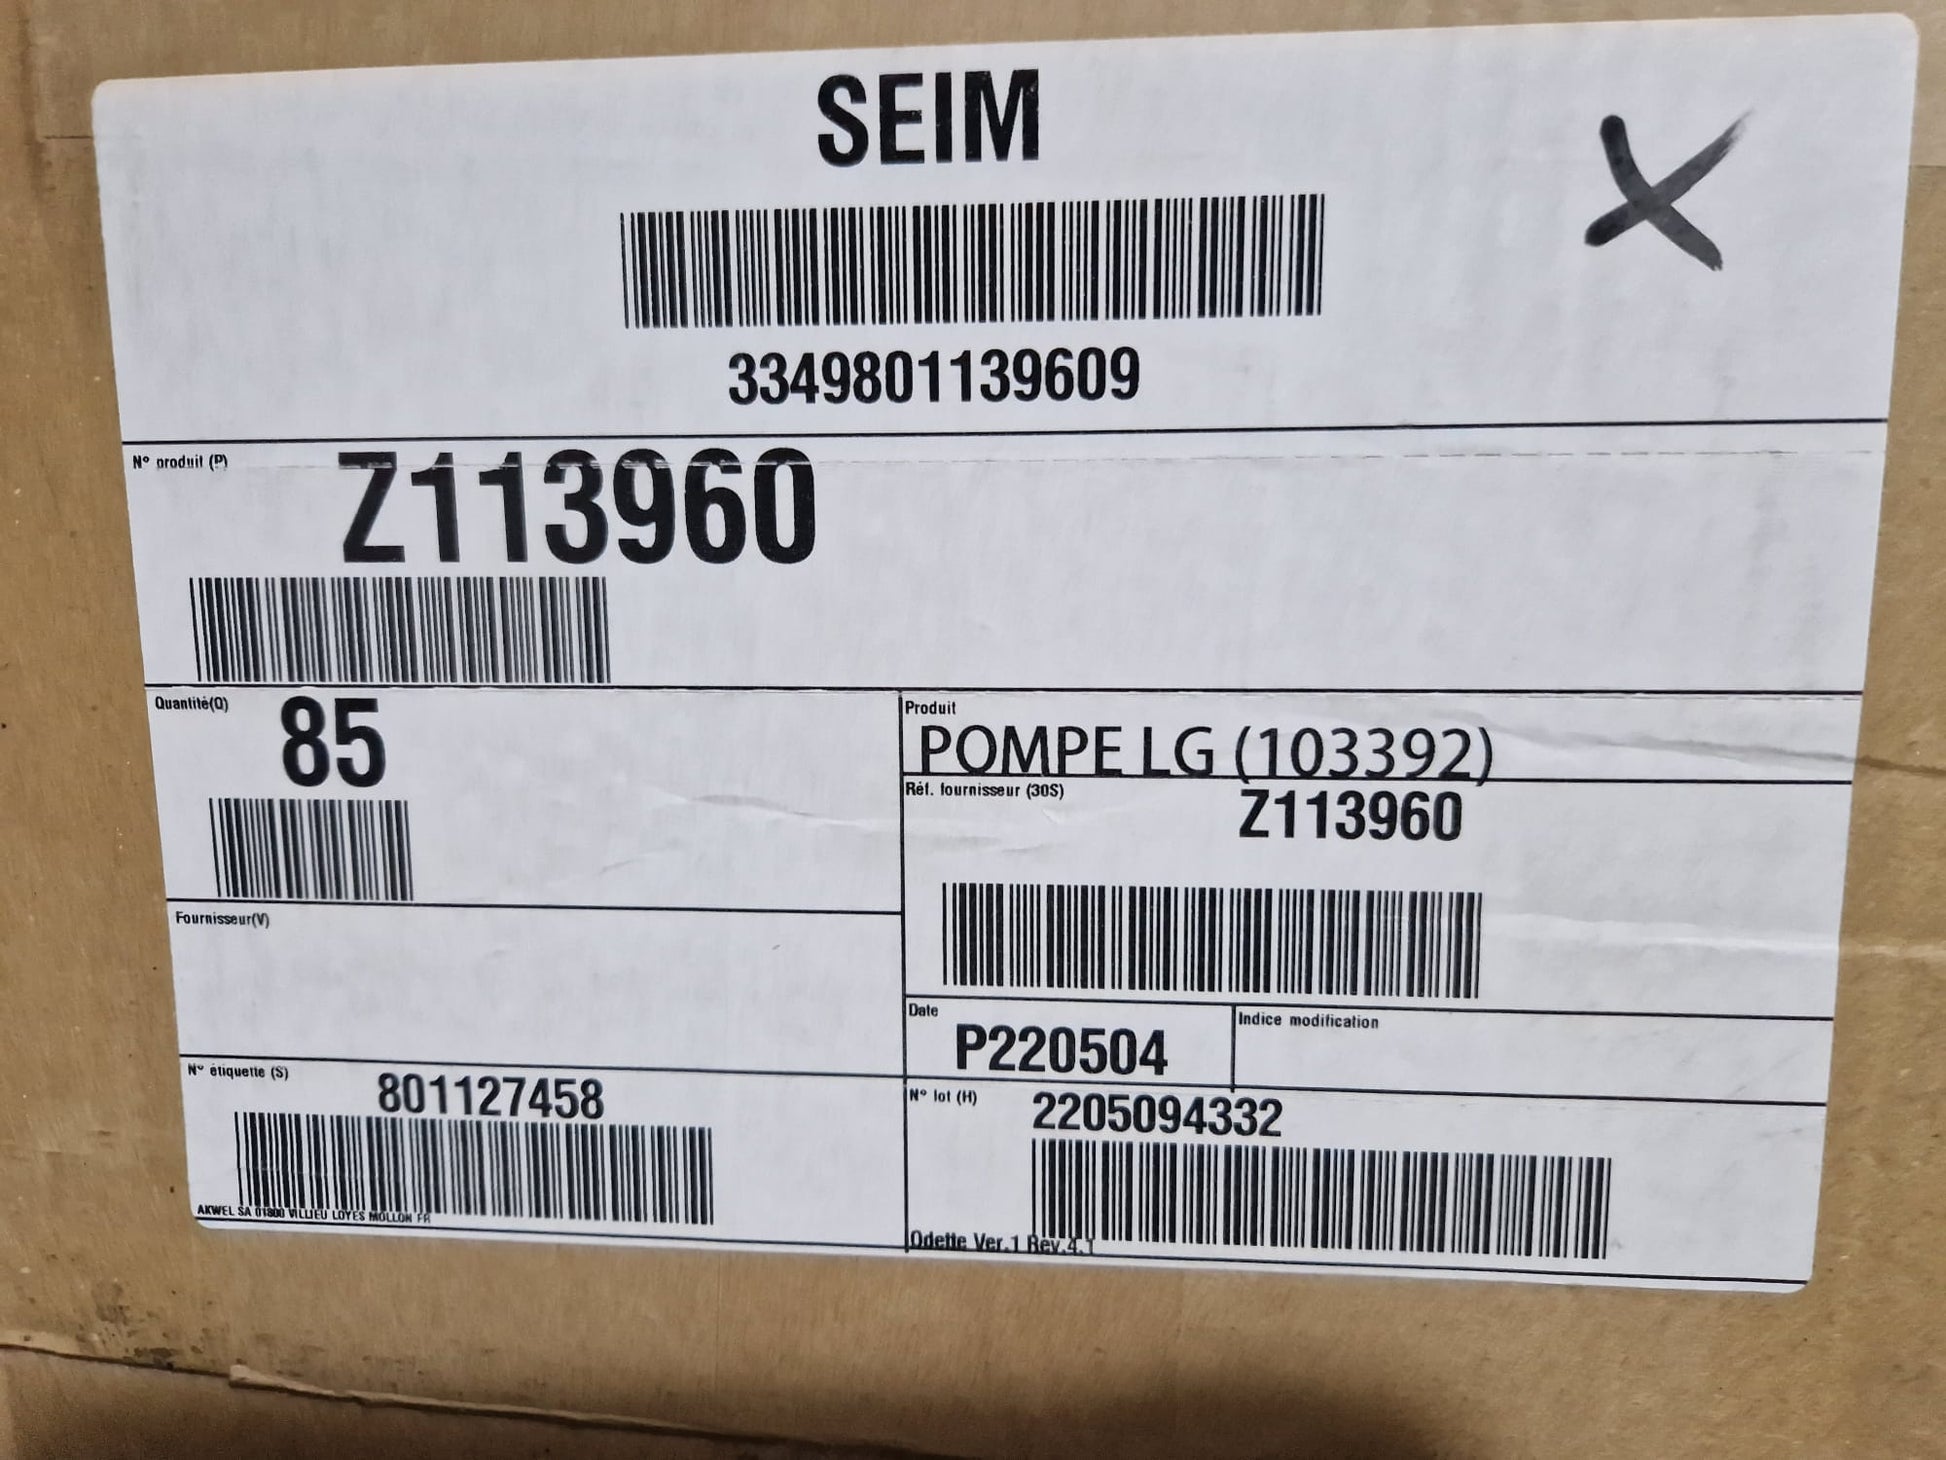 SEIM
3349801139609
N° produit (P)
Z113960
Quantité(Q)
85
Produit
POMPE LG (103392)
Réf. fournisseur (30S)
Z113960
Fournisseur(V)
Date
P220504
Indice modification
N° étiquette (S)
801127458
N° lot (H)
2205094332
AKWEL SA 01800 VILLIEU LOYES MOLLON FR
Odette Ver.1 Rev.4.1